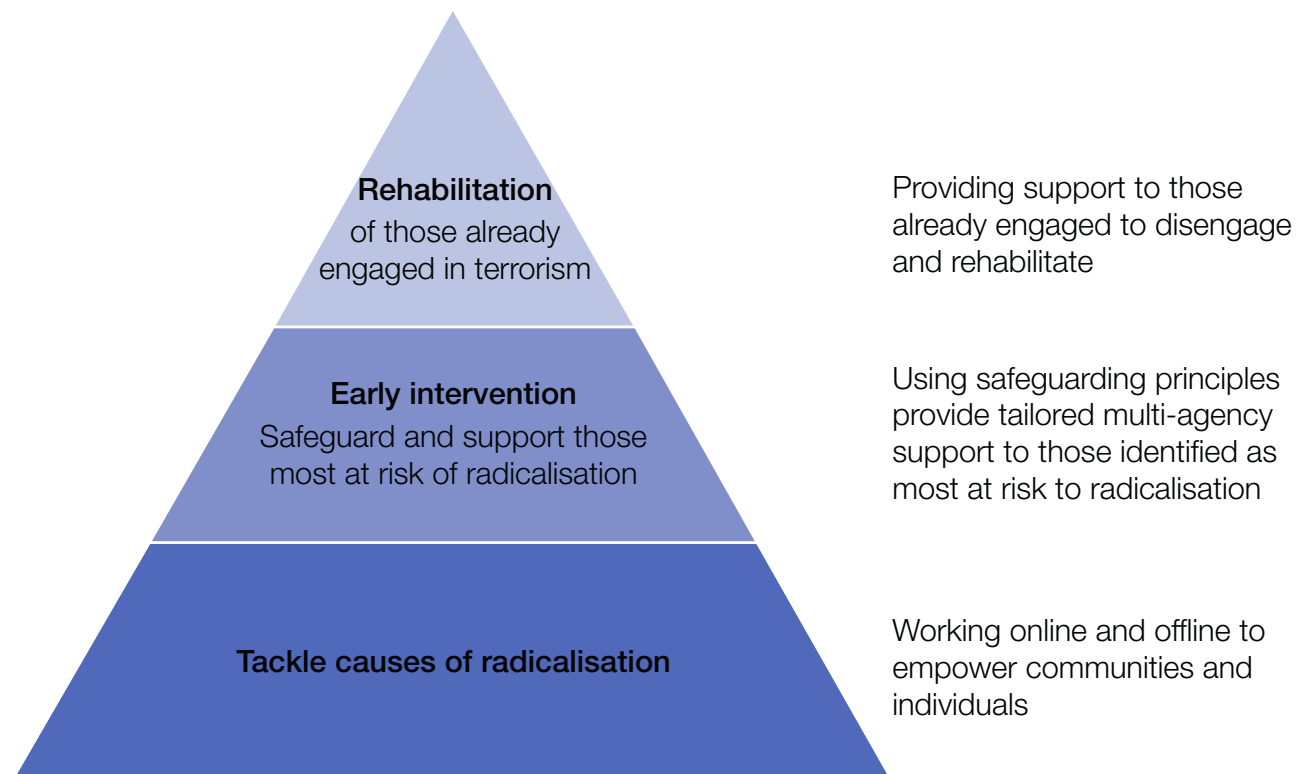 Rehabilitation
of those already
engaged in terrorism
Providing support to those
already engaged to disengage
and rehabilitate
Early intervention
Safeguard and support those
most at risk of radicalisation
Using safeguarding principles
provide tailored multi-agency
support to those identified as
most at risk to radicalisation
Tackle causes of radicalisation
Working online and offline to
empower communities and
individuals